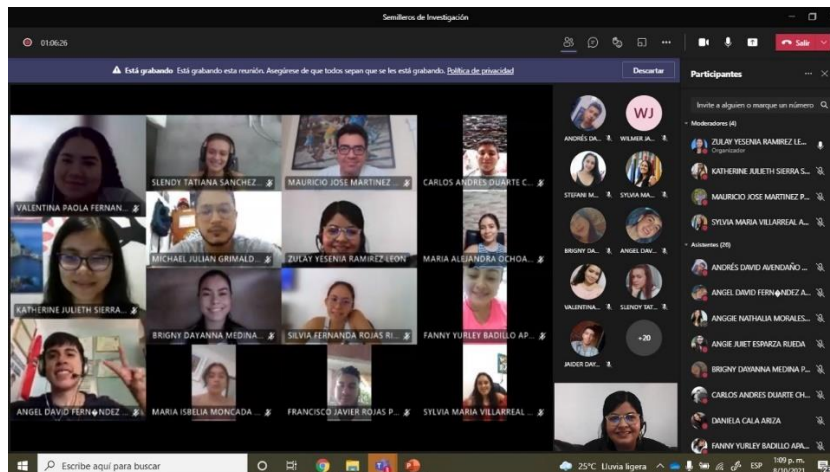 Semilleros de Investigación
01:06:26
Salir
Está grabando Está grabando esta reunión. Asegúrese de que todos sepan que se les está grabando. Política de privacidad
Descartar
Participantes
Invite a alguien o marque un número
Moderadores (4)
ZULAY YESENIA RAMIREZ LE...
Organizador
KATHERINE JULIETH SIERRA S...
MAURICIO JOSE MARTINEZ P...
SYLVIA MARIA VILLARREAL A...
Asistentes (26)
ANDRÉS DAVID AVENDAÑO ...
ANGEL DAVID FERN�NDEZ A...
ANGGIE NATHALIA MORALES...
ANGIE JULIET ESPARZA RUEDA
BRIGNY DAYANNA MEDINA P...
CARLOS ANDRES DUARTE CH...
DANIELA CALA ARIZA
FANNY YURLEY BADILLO APA...
VALENTINA PAOLA FERNAN...
SLENDY TATIANA SANCHEZ...
MAURICIO JOSE MARTINEZ ...
CARLOS ANDRES DUARTE C...
KATHERINE JULIETH SIERRA...
MICHAEL JULIAN GRIMALD...
ZULAY YESENIA RAMIREZ LEON
MARIA ALEJANDRA OCHOA...
BRIGNY DAYANNA MEDINA...
SILVIA FERNANDA ROJAS RI...
FANNY YURLEY BADILLO AP...
ANGEL DAVID FERN�NDEZ ...
MARIA ISBELIA MONCADA ...
FRANCISCO JAVIER ROJAS P...
SYLVIA MARIA VILLARREAL ...
ANDRÉS DA...
WJ
WILMER JA...
STEFANI M...
SYLVIA MA...
BRIGNY DA...
ANGEL DAV...
VALENTINA...
SLENDY TAT...
JAIDER DAY...
+20
Escribe aquí para buscar
25°C Lluvia ligera
ESP
1:09 p. m.
8/10/2021